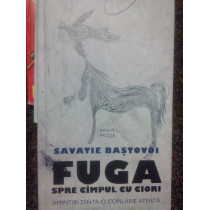 SAVATIE BAŞTOVOI
FUGA
SPRE CÎMPUL CU CIORI
AMINTIRI DINTR-O COPILĂRIE ATEISTĂ